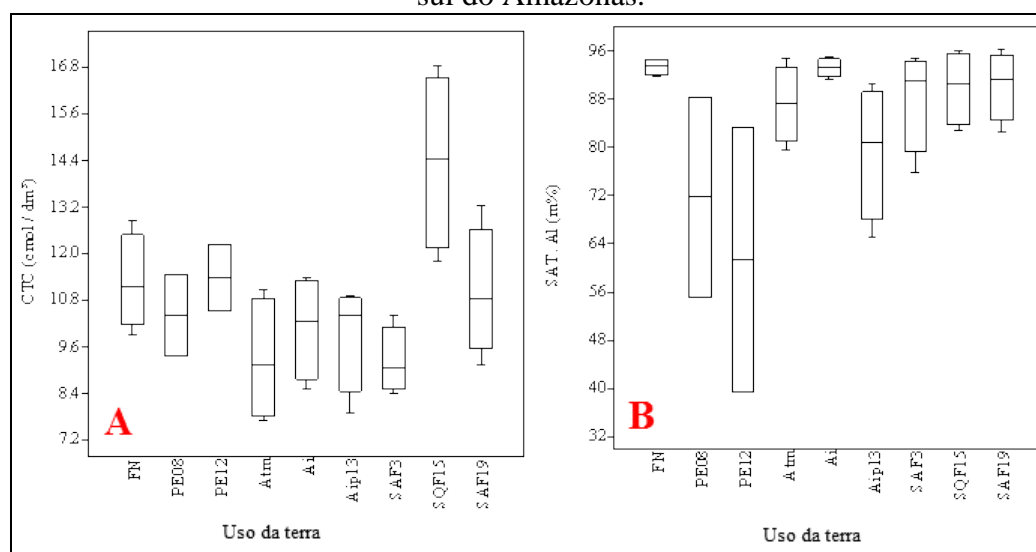 sul do Amazonas.
CTC (cmol / dm³)
16.8
15.6
14.4
13.2
12.0
10.8
9.6
8.4
7.2
A
FN
PE08
PE12
Atm
Ai
Aip13
SAF3
SQF15
SAF19
Uso da terra
SAT. Al (m%)
96
88
80
72
64
56
48
40
32
B
FN
PE08
PE12
Atm
Ai
Aip13
SAF3
SQF15
SAF19
Uso da terra